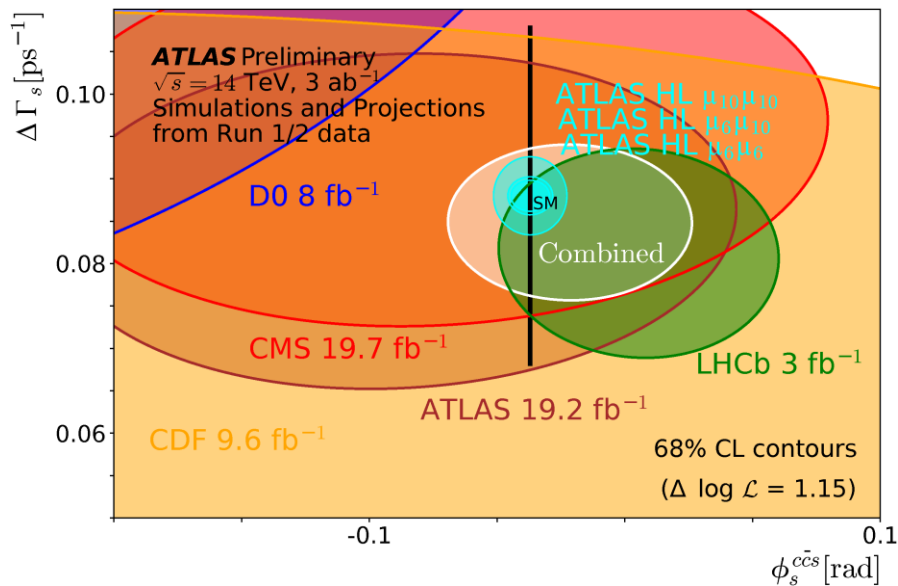 ATLAS Preliminary
√s = 14 TeV, 3 ab⁻¹
Simulations and Projections
from Run 1/2 data
ATLAS HL μ₁₀μ₁₀
ATLAS HL μ₆μ₁₀
ATLAS HL μ₆μ₆
D0 8 fb⁻¹
SM
Combined
CMS 19.7 fb⁻¹
LHCb 3 fb⁻¹
ATLAS 19.2 fb⁻¹
CDF 9.6 fb⁻¹
68% CL contours
(Δ log ℒ = 1.15)
ΔΓₛ[ps⁻¹]
0.10
0.08
0.06
-0.1
0.1
ϕₛ^cc̄s[rad]